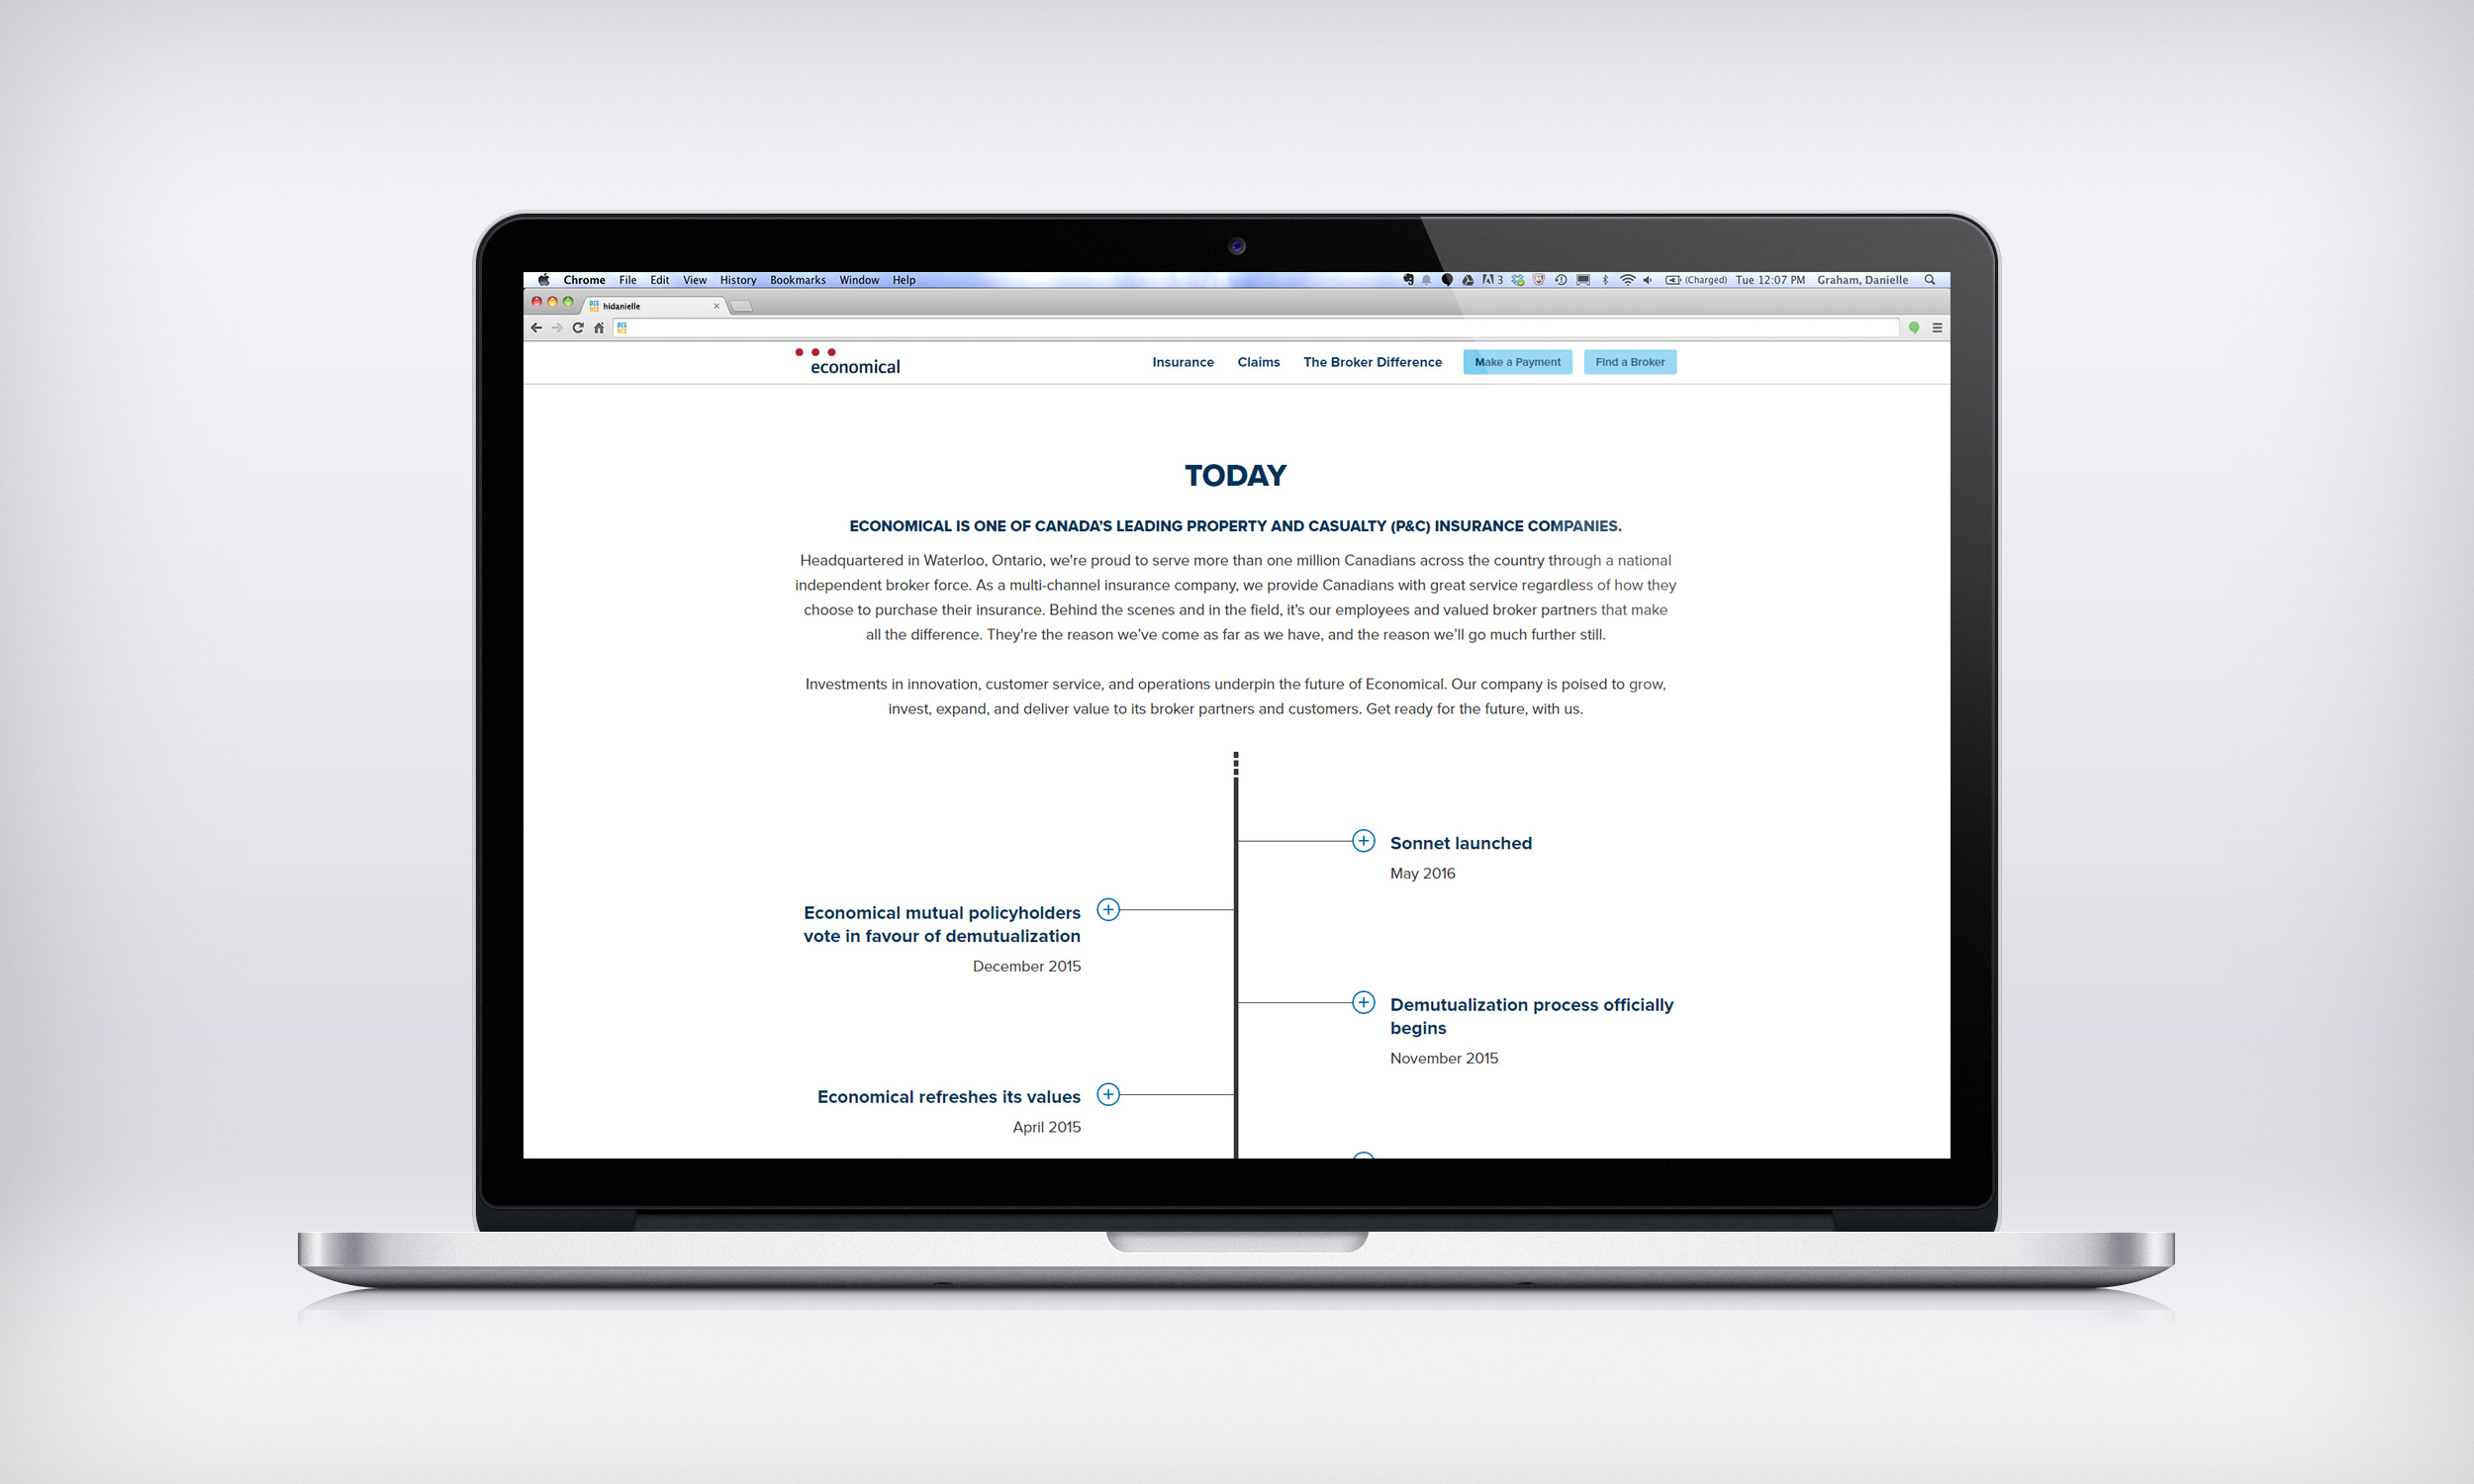 Chrome File Edit View History Bookmarks Window Help
3 (Charged) Tue 12:07 PM Graham, Danielle
hidanielle
economical
Insurance Claims The Broker Difference Make a Payment Find a Broker
TODAY
ECONOMICAL IS ONE OF CANADA’S LEADING PROPERTY AND CASUALTY (P&C) INSURANCE COMPANIES.
Headquartered in Waterloo, Ontario, we're proud to serve more than one million Canadians across the country through a national
independent broker force. As a multi-channel insurance company, we provide Canadians with great service regardless of how they
choose to purchase their insurance. Behind the scenes and in the field, it's our employees and valued broker partners that make
all the difference. They're the reason we’ve come as far as we have, and the reason we’ll go much further still.
Investments in innovation, customer service, and operations underpin the future of Economical. Our company is poised to grow,
invest, expand, and deliver value to its broker partners and customers. Get ready for the future, with us.
Sonnet launched
May 2016
Economical mutual policyholders
vote in favour of demutualization
December 2015
Demutualization process officially
begins
November 2015
Economical refreshes its values
April 2015